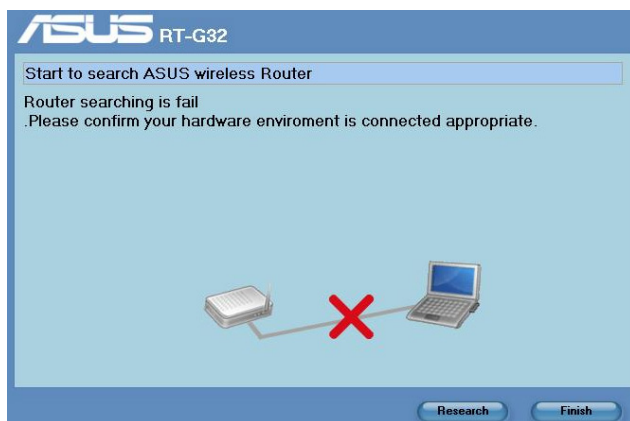 ASUS RT-G32
Start to search ASUS wireless Router
Router searching is fail
.Please confirm your hardware enviroment is connected appropriate.
Research
Finish